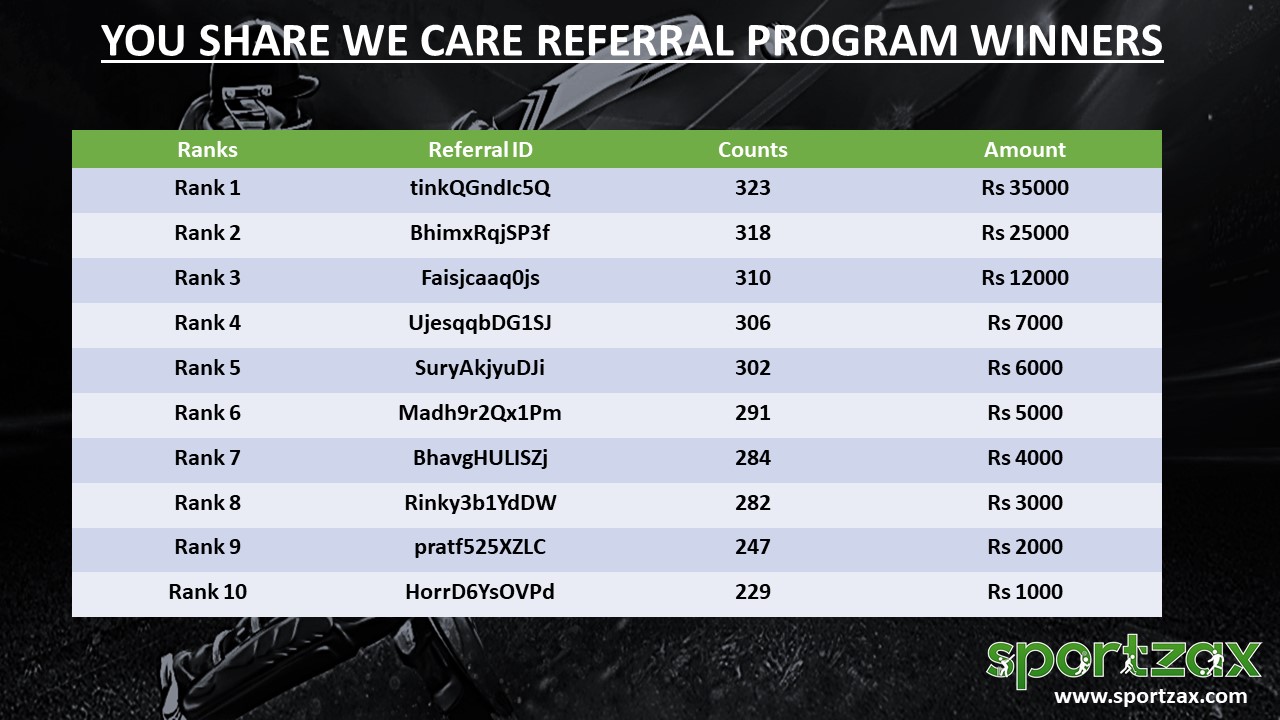 YOU SHARE WE CARE REFERRAL PROGRAM WINNERS
Ranks Referral ID Counts Amount
Rank 1 tinkQGndIc5Q 323 Rs 35000
Rank 2 BhimxRqjSP3f 318 Rs 25000
Rank 3 Faisjcaaq0js 310 Rs 12000
Rank 4 UjesqqbDG1SJ 306 Rs 7000
Rank 5 SuryAkjyuDJi 302 Rs 6000
Rank 6 Madh9r2Qx1Pm 291 Rs 5000
Rank 7 BhavgHULISZj 284 Rs 4000
Rank 8 Rinky3b1YdDW 282 Rs 3000
Rank 9 pratf525XZLC 247 Rs 2000
Rank 10 HorrD6YsOVPd 229 Rs 1000
sportzax
www.sportzax.com